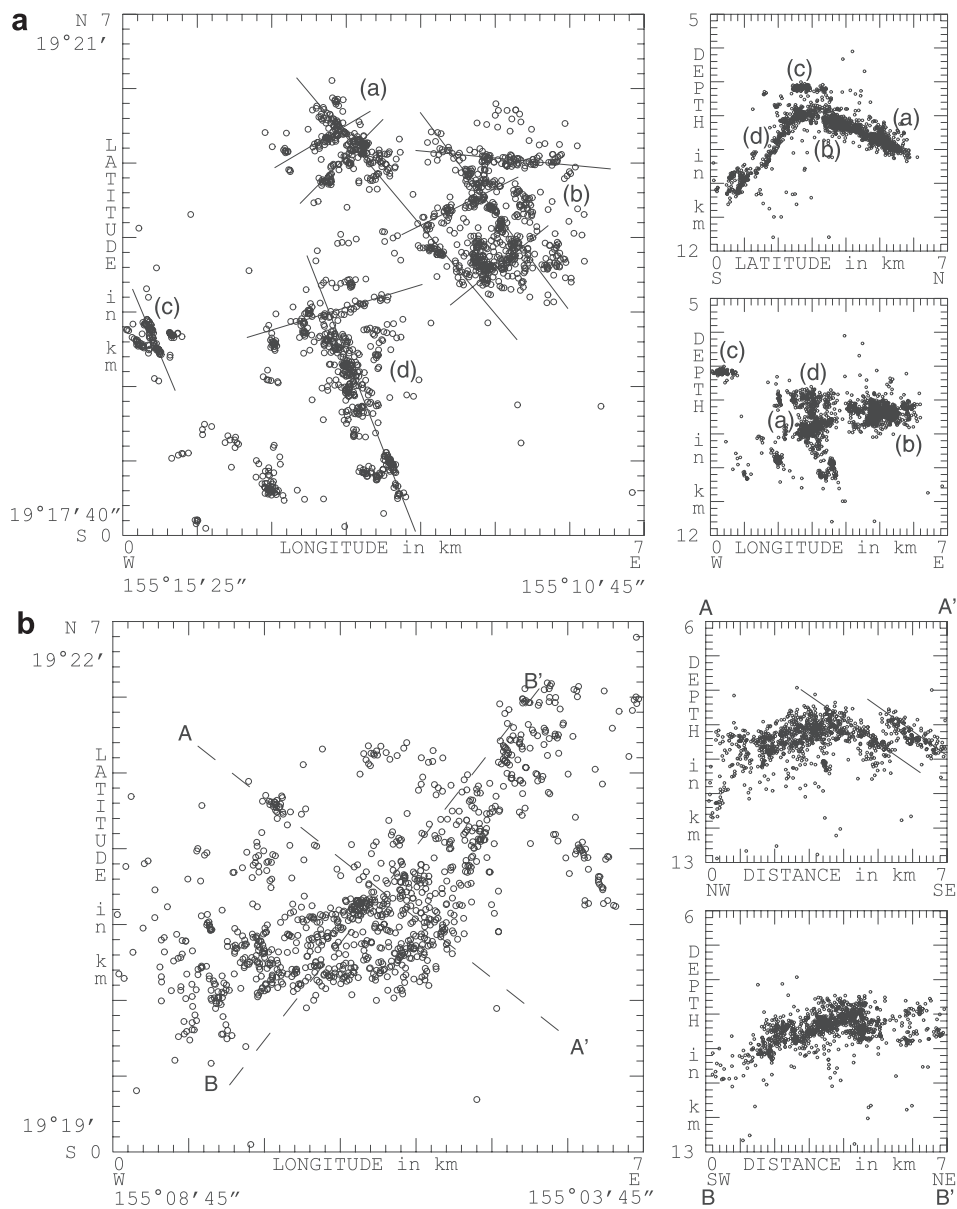 a
N 7
19°21′
LATITUDE in km
19°17′40″
S 0
(a)
(b)
(c)
(d)
0 LONGITUDE in km 7
W E
155°15′25″ 155°10′45″
5
DEPTH in km
12
(c)
(d)
(b)
(a)
0 LATITUDE in km 7
S N
5
DEPTH in km
12
(c)
(d)
(a)
(b)
0 LONGITUDE in km 7
W E
b
N 7
19°22′
LATITUDE in km
19°19′
S 0
A
B′
B
A′
0 LONGITUDE in km 7
W E
155°08′45″ 155°03′45″
A A’
6
DEPTH in km
13
0 DISTANCE in km 7
NW SE
6
DEPTH in km
13
0 DISTANCE in km 7
SW NE
B B’